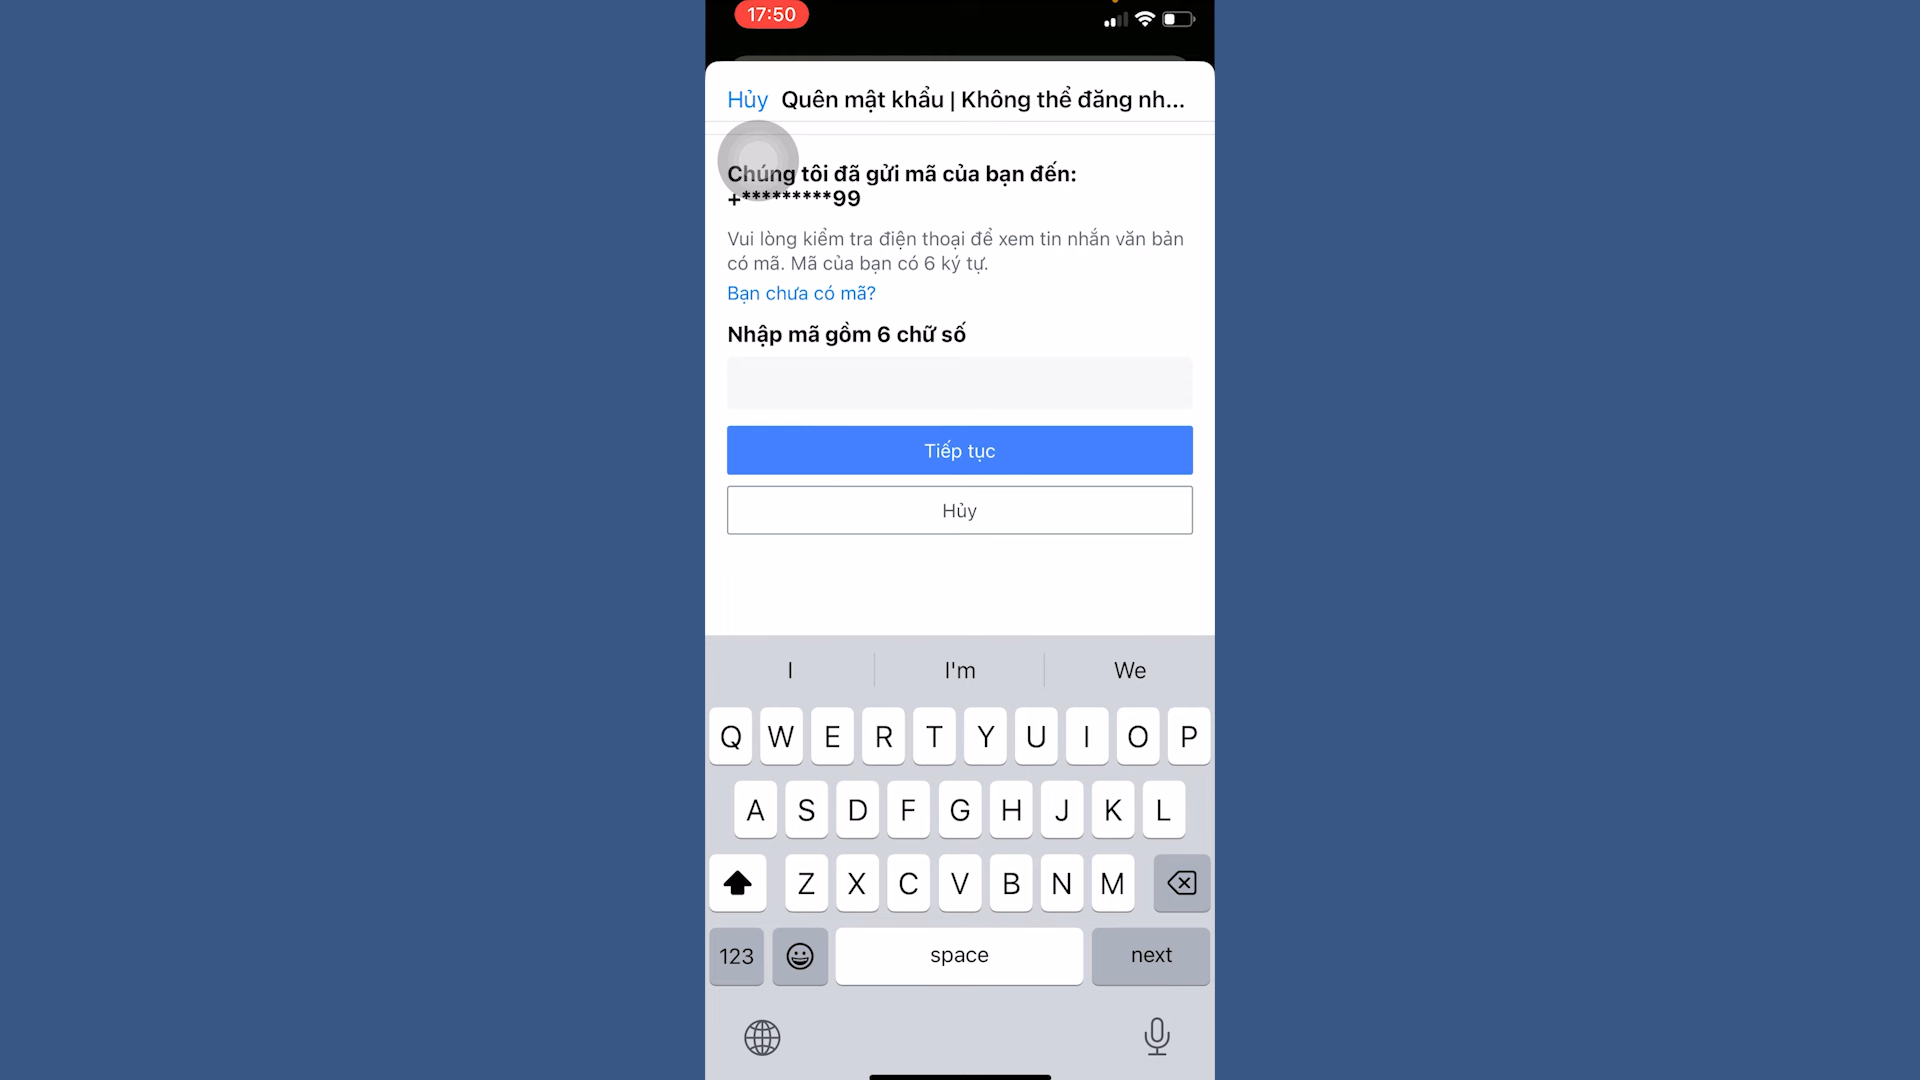 17:50
Hủy Quên mật khẩu | Không thể đăng nh...
Chúng tôi đã gửi mã của bạn đến:
+*********99
Vui lòng kiểm tra điện thoại để xem tin nhắn văn bản
có mã. Mã của bạn có 6 ký tự.
Bạn chưa có mã?
Nhập mã gồm 6 chữ số
Tiếp tục
Hủy
I I'm We
Q W E R T Y U I O P
A S D F G H J K L
Z X C V B N M
123 space next